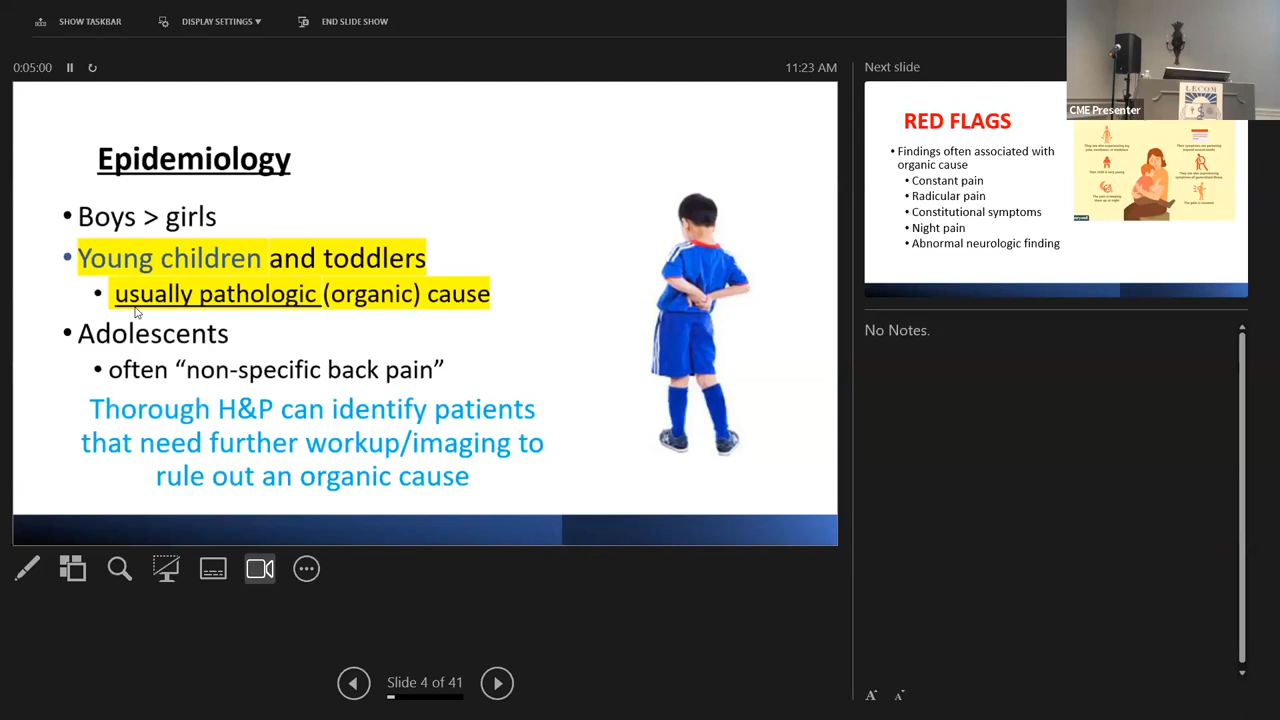 SHOW TASKBAR
DISPLAY SETTINGS ▾
END SLIDE SHOW
0:05:00
11:23 AM
Epidemiology
• Boys > girls
• Young children and toddlers
• usually pathologic (organic) cause
• Adolescents
• often “non-specific back pain”
Thorough H&P can identify patients
that need further workup/imaging to
rule out an organic cause
Slide 4 of 41
Next slide
RED FLAGS
• Findings often associated with
organic cause
• Constant pain
• Radicular pain
• Constitutional symptoms
• Night pain
• Abnormal neurologic finding
LECOM
CME Presenter
No Notes.
A A